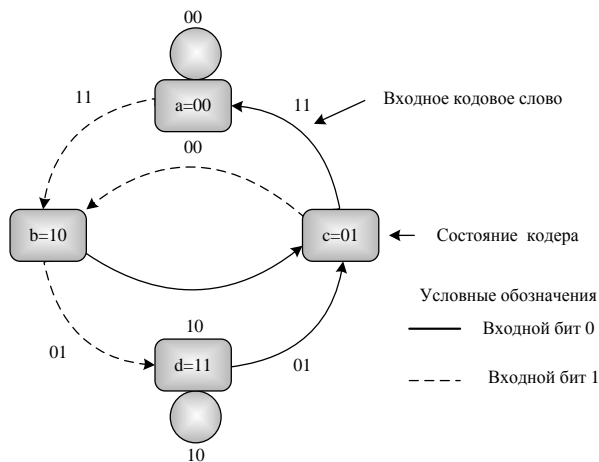 00
a=00
11
11
Входное кодовое слово
00
b=10
c=01
Состояние кодера
Условные обозначения
10
Входной бит 0
01
d=11
01
Входной бит 1
10